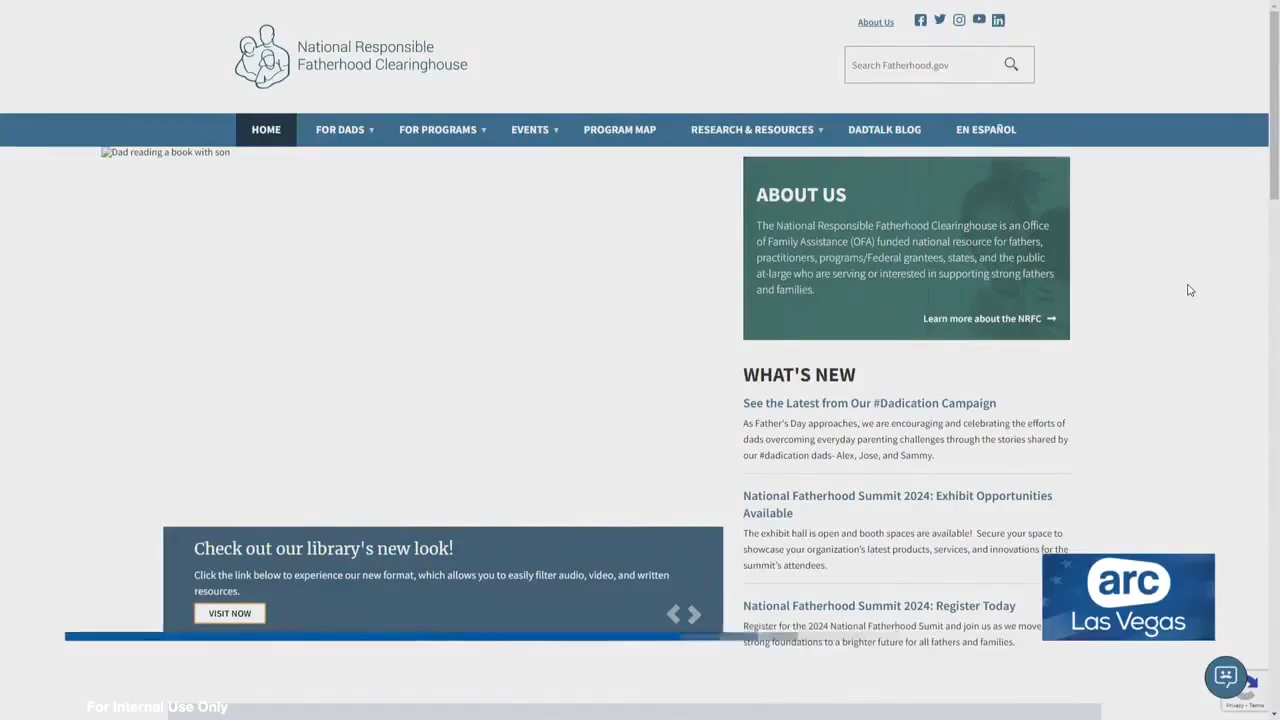 About Us
National Responsible
Fatherhood Clearinghouse
Search Fatherhood.gov
HOME
FOR DADS
FOR PROGRAMS
EVENTS
PROGRAM MAP
RESEARCH & RESOURCES
DADTALK BLOG
EN ESPAÑOL
Dad reading a book with son
ABOUT US
The National Responsible Fatherhood Clearinghouse is an Office
of Family Assistance (OFA) funded national resource for fathers,
practitioners, programs/Federal grantees, states, and the public
at-large who are serving or interested in supporting strong fathers
and families.
Learn more about the NRFC
WHAT'S NEW
See the Latest from Our #Dadication Campaign
As Father's Day approaches, we are encouraging and celebrating the efforts of
dads overcoming everyday parenting challenges through the stories shared by
our #dadication dads- Alex, Jose, and Sammy.
National Fatherhood Summit 2024: Exhibit Opportunities
Available
The exhibit hall is open and booth spaces are available! Secure your space to
showcase your organization's latest products, services, and innovations for the
summit's attendees.
National Fatherhood Summit 2024: Register Today
Register for the 2024 National Fatherhood Sumit and join us as we move
strong foundations to a brighter future for all fathers and families.
Check out our library's new look!
Click the link below to experience our new format, which allows you to easily filter audio, video, and written
resources.
VISIT NOW
arc
Las Vegas
Privacy - Terms
For Internal Use Only